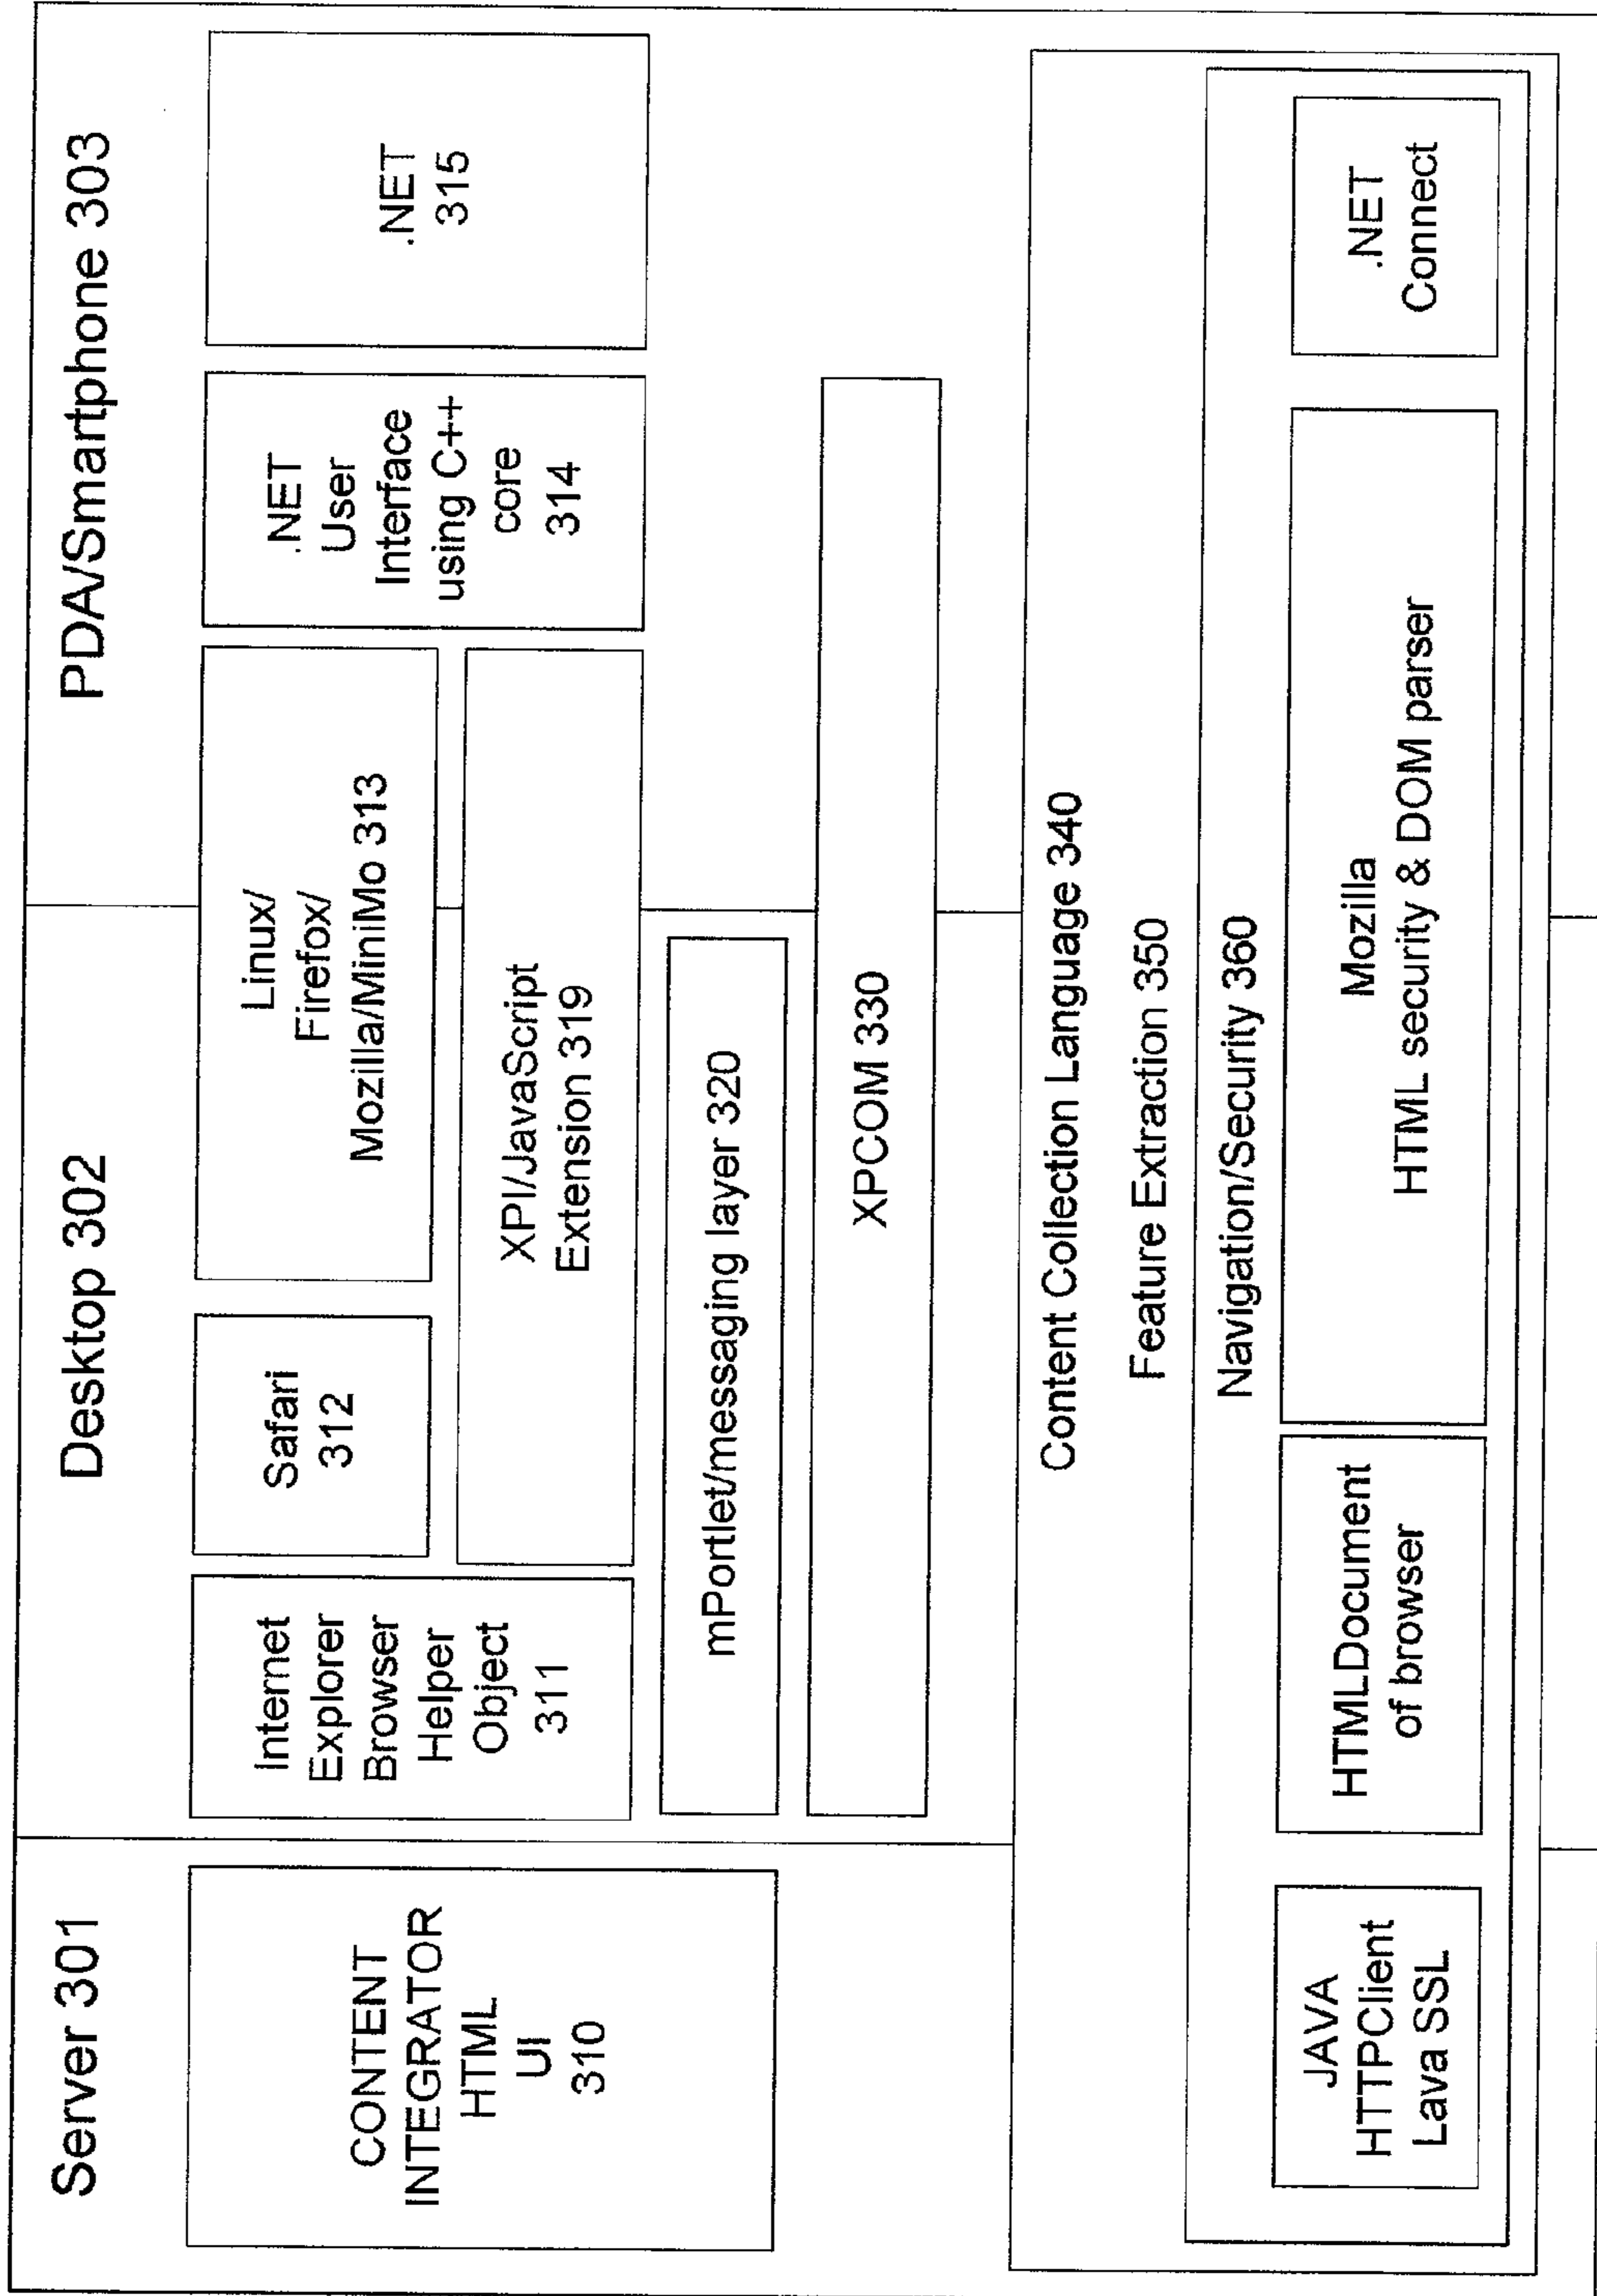 Server 301
Desktop 302
PDA/Smartphone 303
CONTENT
INTEGRATOR
HTML
UI
310
Internet
Explorer
Browser
Helper
Object
311
Safari
312
Linux/
Firefox/
Mozilla/MiniMo 313
XPI/JavaScript
Extension 319
.NET
User
Interface
using C++
core
314
.NET
315
mPortlet/messaging layer 320
XPCOM 330
Content Collection Language 340
Feature Extraction 350
Navigation/Security 360
JAVA
HTTPClient
Lava SSL
HTMLDocument
of browser
Mozilla
HTML security & DOM parser
.NET
Connect